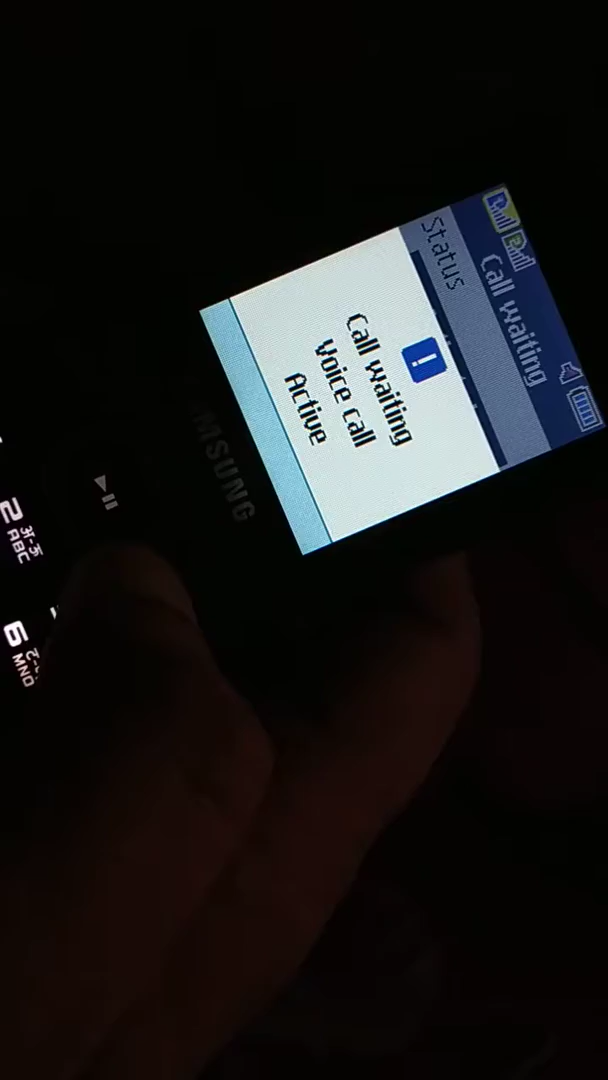 Call waiting
Status
Call waiting
Voice call
Active
SAMSUNG
2 अ-ऊ
ABC
6
MNO